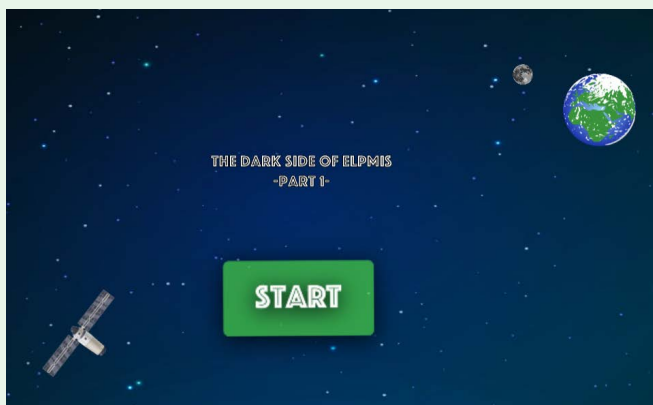 THE DARK SIDE OF ELPMIS
-PART 1-
START